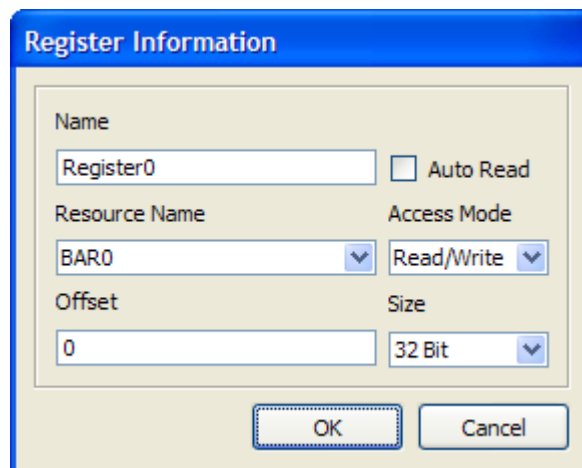 Register Information
Name
Register0
Auto Read
Resource Name
Access Mode
BAR0
Read/Write
Offset
Size
0
32 Bit
OK
Cancel